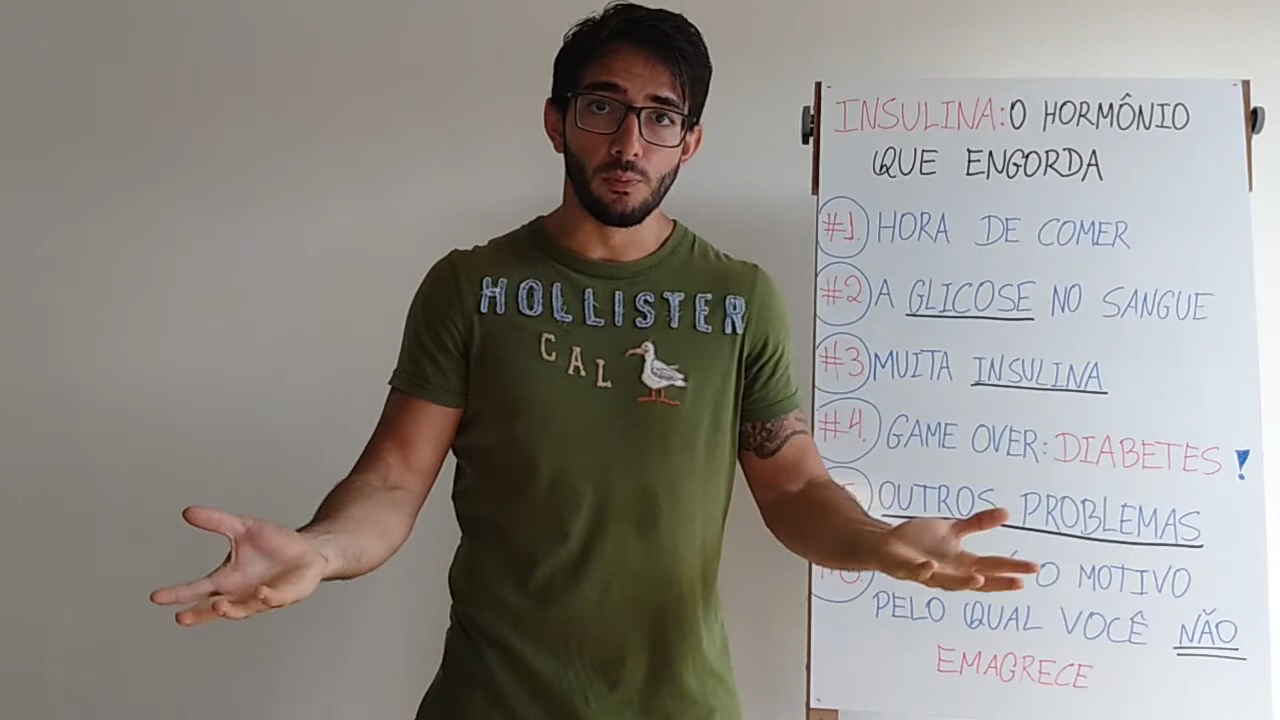 HOLLISTER
CAL
INSULINA: O HORMÔNIO
QUE ENGORDA
#1. HORA DE COMER
#2 A GLICOSE NO SANGUE
#3 MUITA INSULINA
#4. GAME OVER: DIABETES!
OUTROS PROBLEMAS
O MOTIVO
PELO QUAL VOCÊ NÃO
EMAGRECE